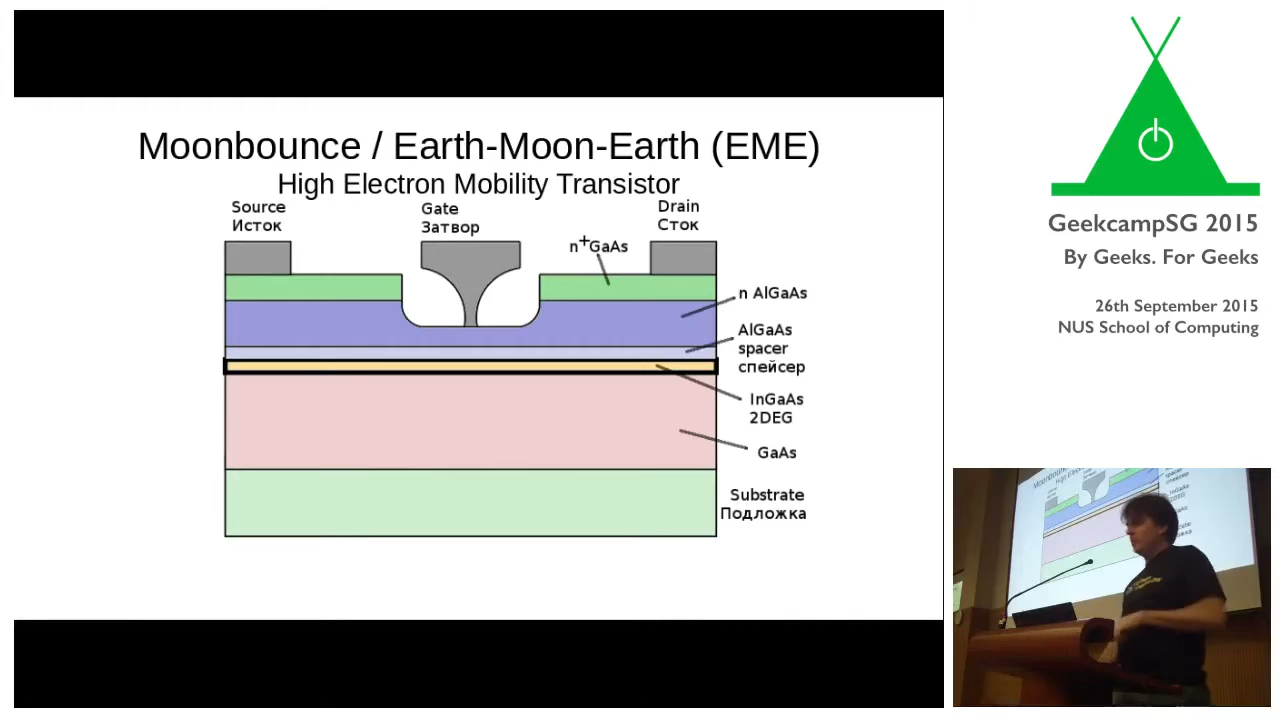 Moonbounce / Earth-Moon-Earth (EME)
High Electron Mobility Transistor
Source
Исток
Gate
Затвор
Drain
Сток
n+GaAs
n AlGaAs
AlGaAs
spacer
спейсер
InGaAs
2DEG
GaAs
Substrate
Подложка
GeekcampSG 2015
By Geeks. For Geeks
26th September 2015
NUS School of Computing